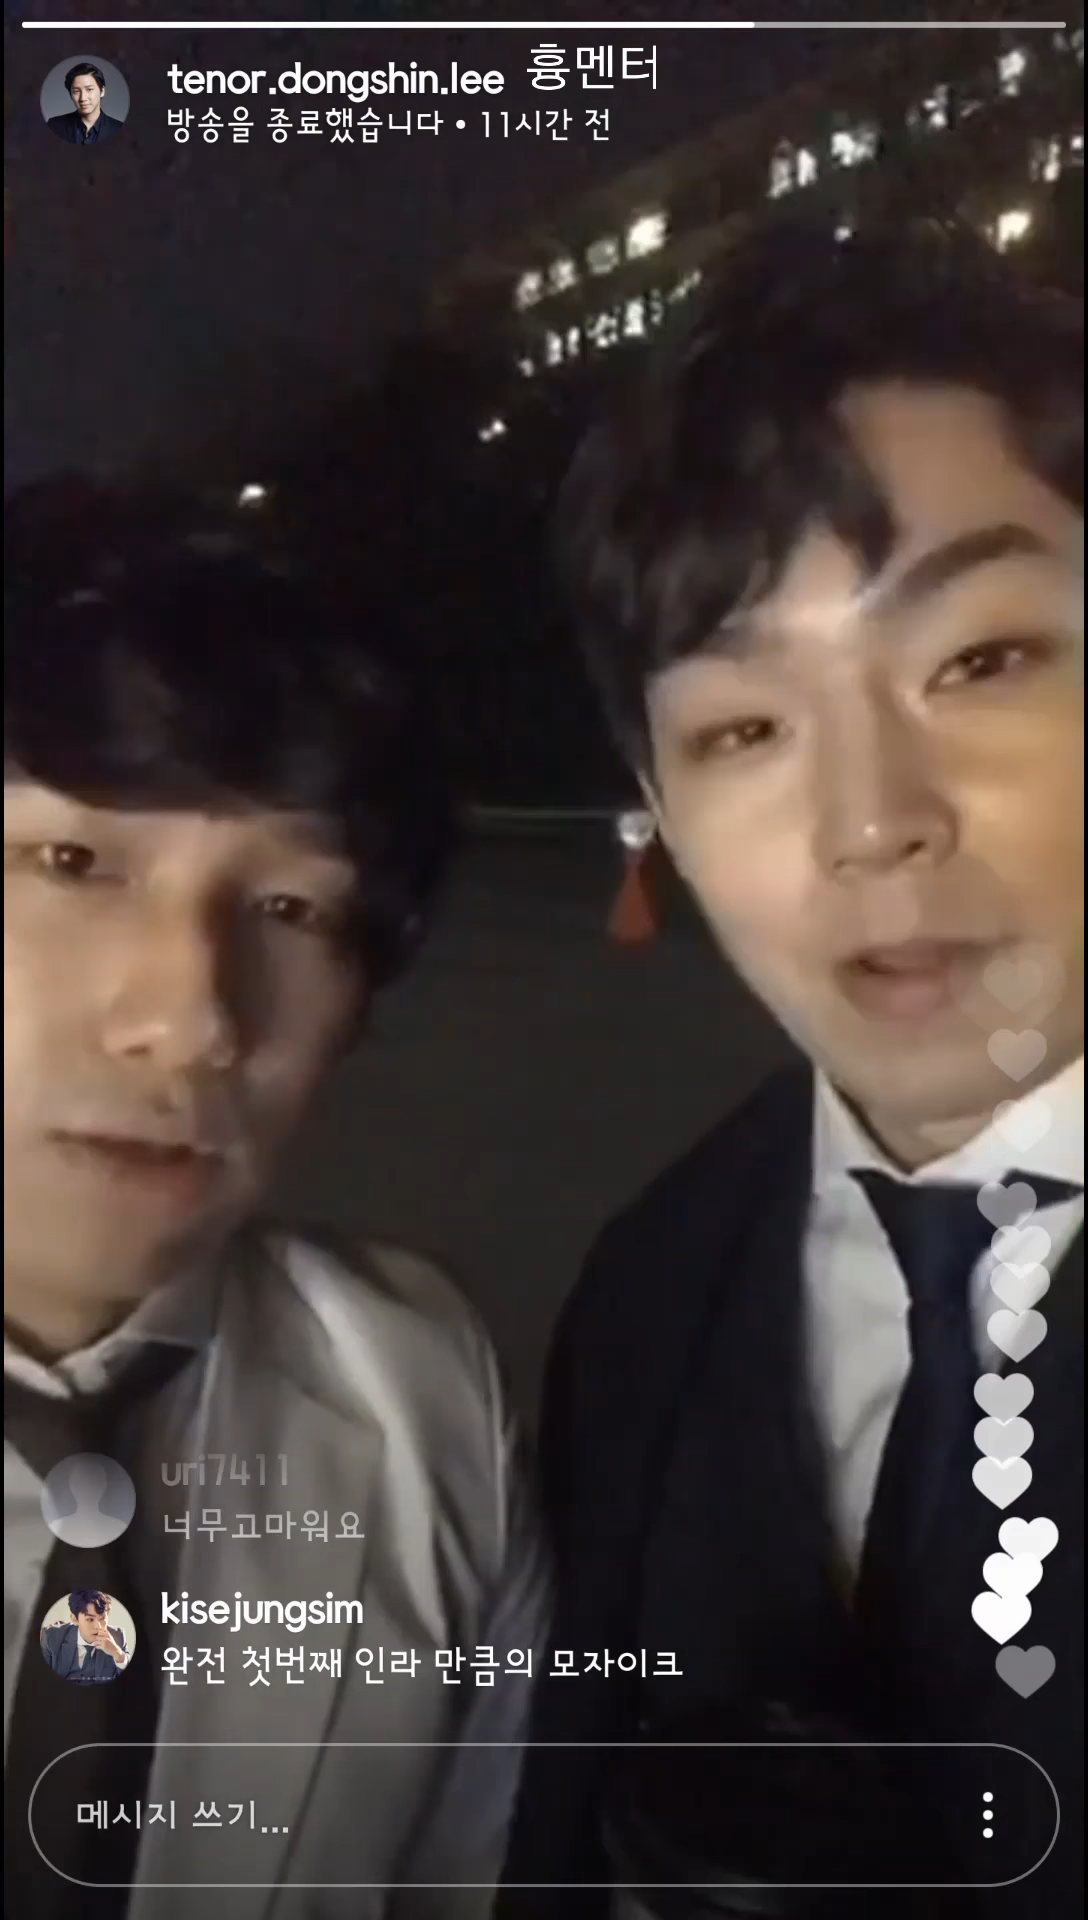 tenor.dongshin.lee 흉멘터
방송을 종료했습니다 • 11시간 전
uri7411
너무고마워요
kisejungsim
완전 첫번째 인라 만큼의 모자이크
메시지 쓰기...